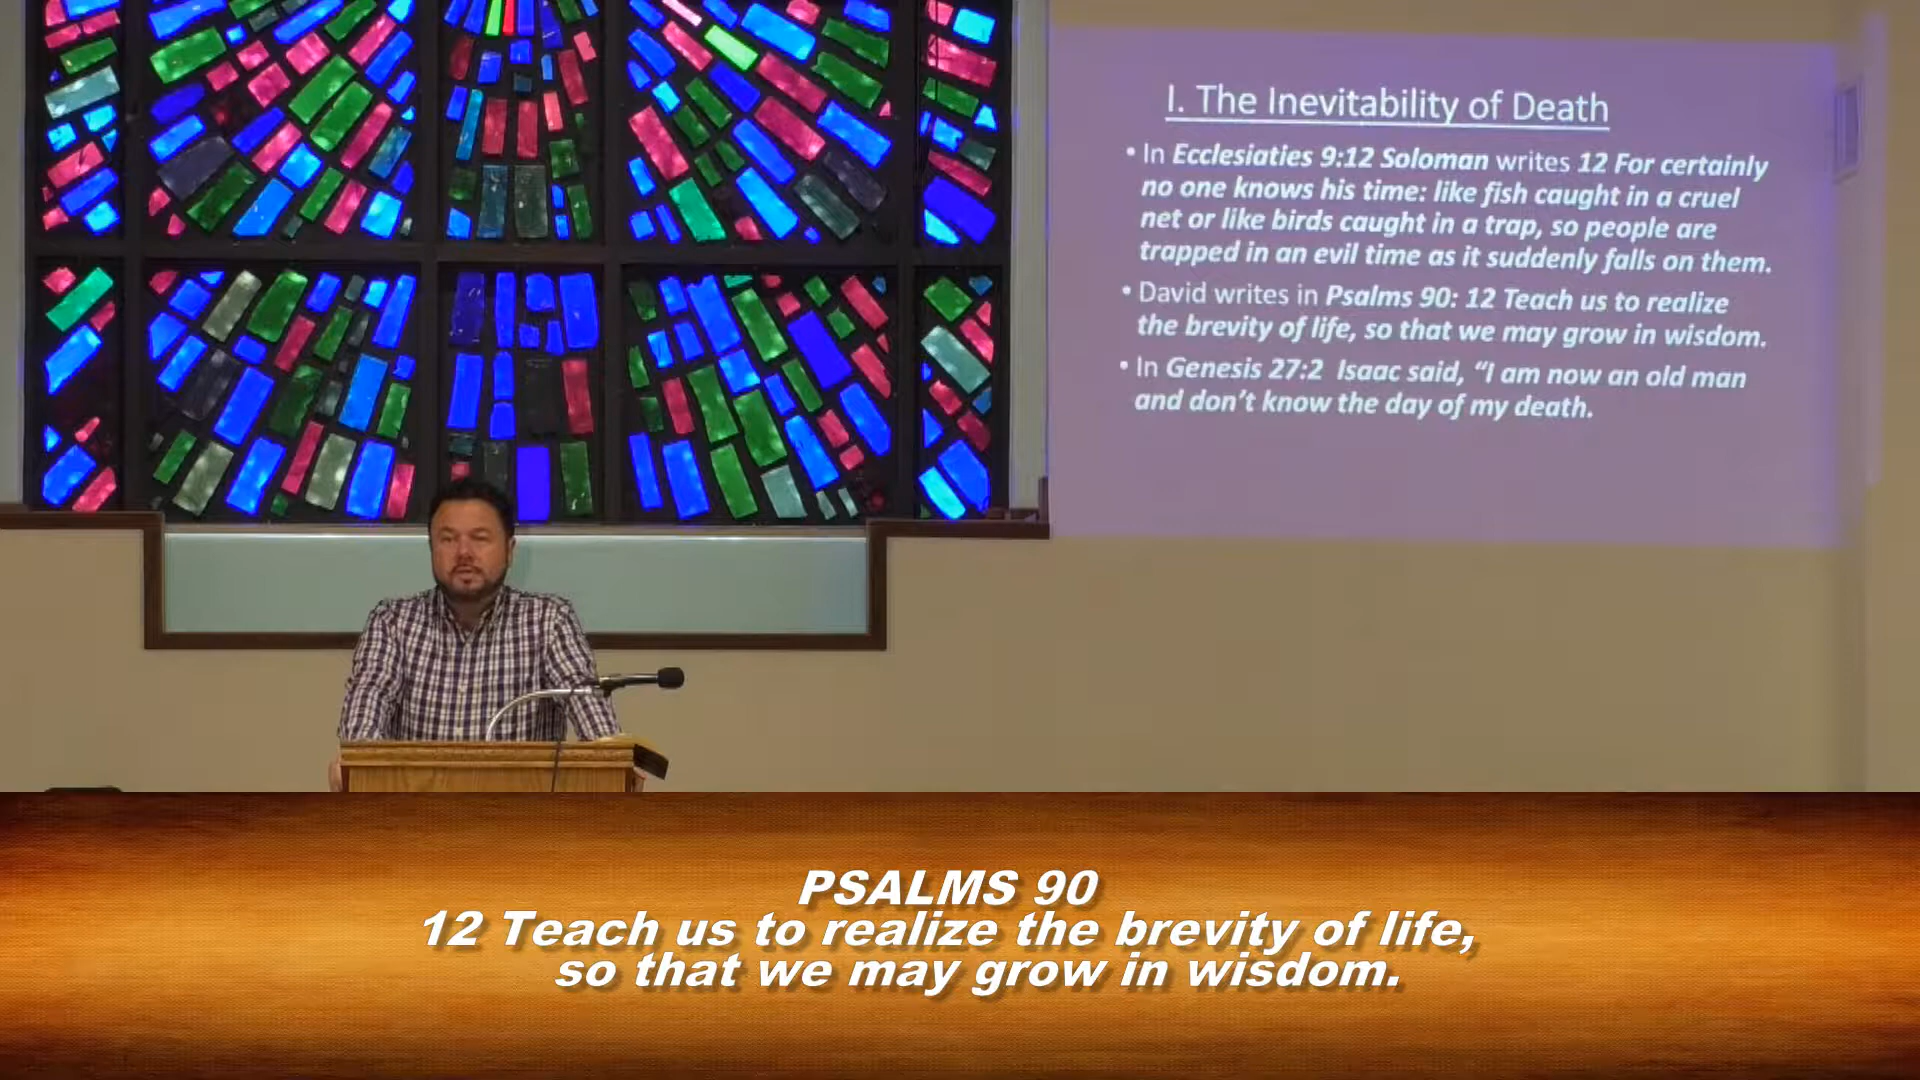 I. The Inevitability of Death
• In Ecclesiaties 9:12 Soloman writes 12 For certainly
no one knows his time: like fish caught in a cruel
net or like birds caught in a trap, so people are
trapped in an evil time as it suddenly falls on them.
• David writes in Psalms 90: 12 Teach us to realize
the brevity of life, so that we may grow in wisdom.
• In Genesis 27:2 Isaac said, “I am now an old man
and don’t know the day of my death.
PSALMS 90
12 Teach us to realize the brevity of life,
so that we may grow in wisdom.